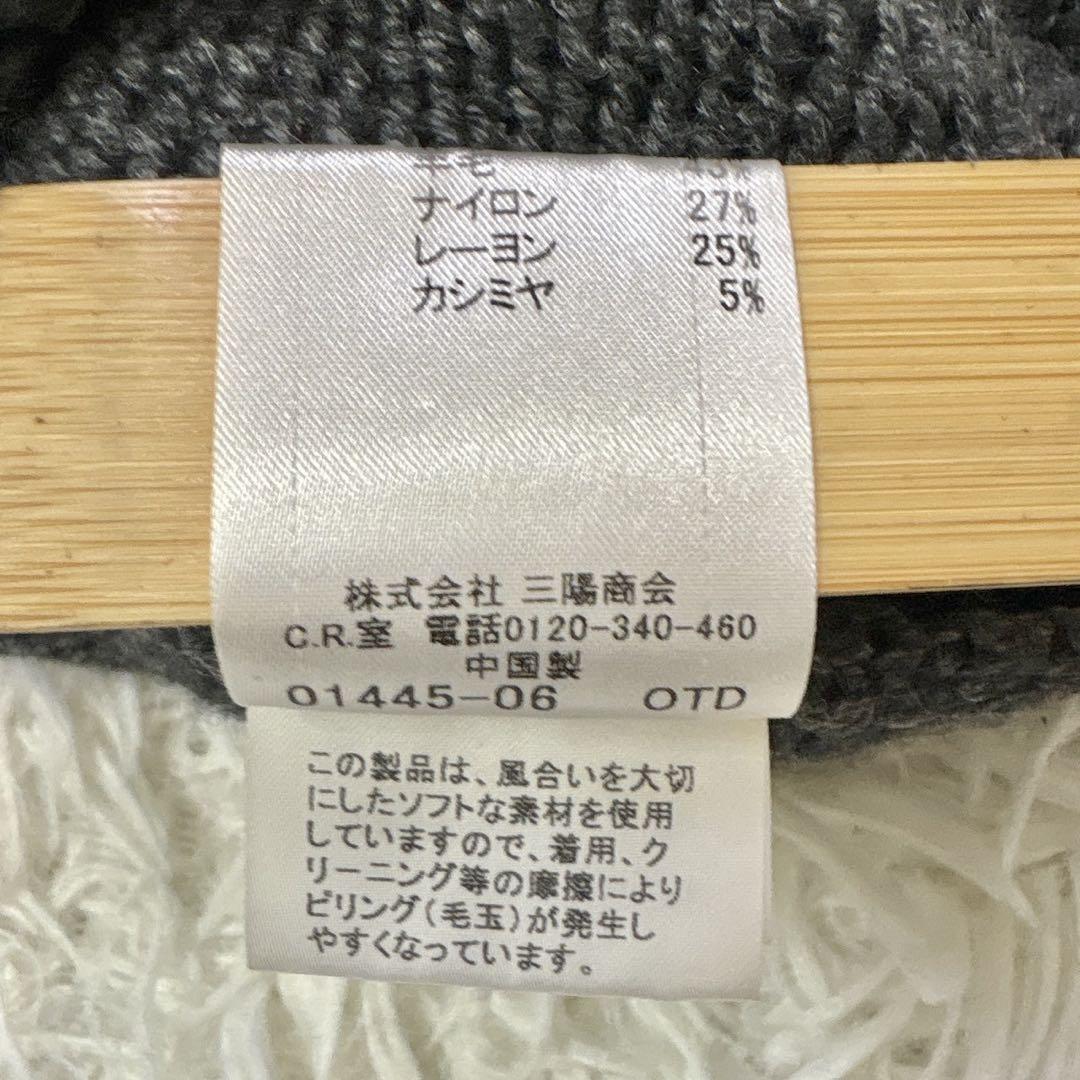 羊毛 43%
ナイロン 27%
レーヨン 25%
カシミヤ 5%
株式会社 三陽商会
C.R.室 電話0120-340-460
中国製
01445-06 OTD
この製品は、風合いを大切
にしたソフトな素材を使用
していますので、着用、ク
リーニング等の摩擦により
ピリング(毛玉)が発生し
やすくなっています。